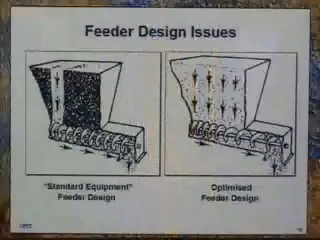 Feeder Design Issues
"Standard Equipment"
Feeder Design
Optimised
Feeder Design